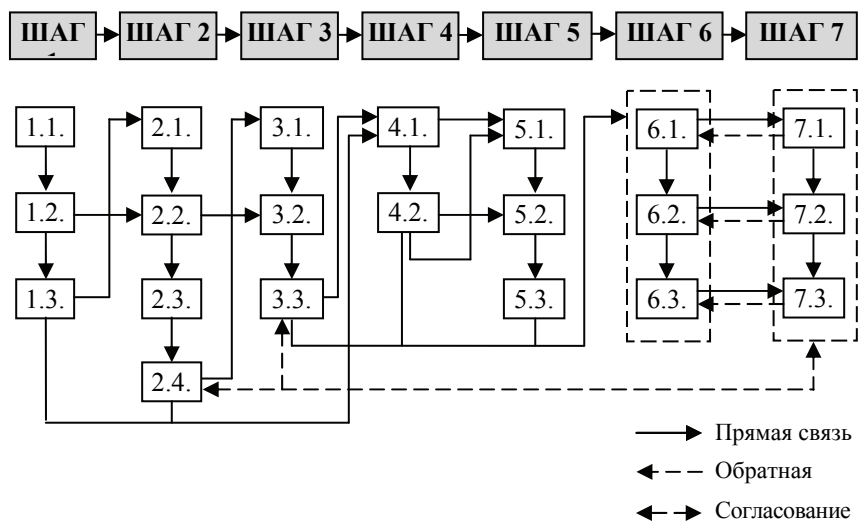 ШАГ ШАГ 2 ШАГ 3 ШАГ 4 ШАГ 5 ШАГ 6 ШАГ 7
1.1. 2.1. 3.1. 4.1. 5.1. 6.1. 7.1.
1.2. 2.2. 3.2. 4.2. 5.2. 6.2. 7.2.
1.3. 2.3. 3.3. 5.3. 6.3. 7.3.
2.4.
Прямая связь
Обратная
Согласование